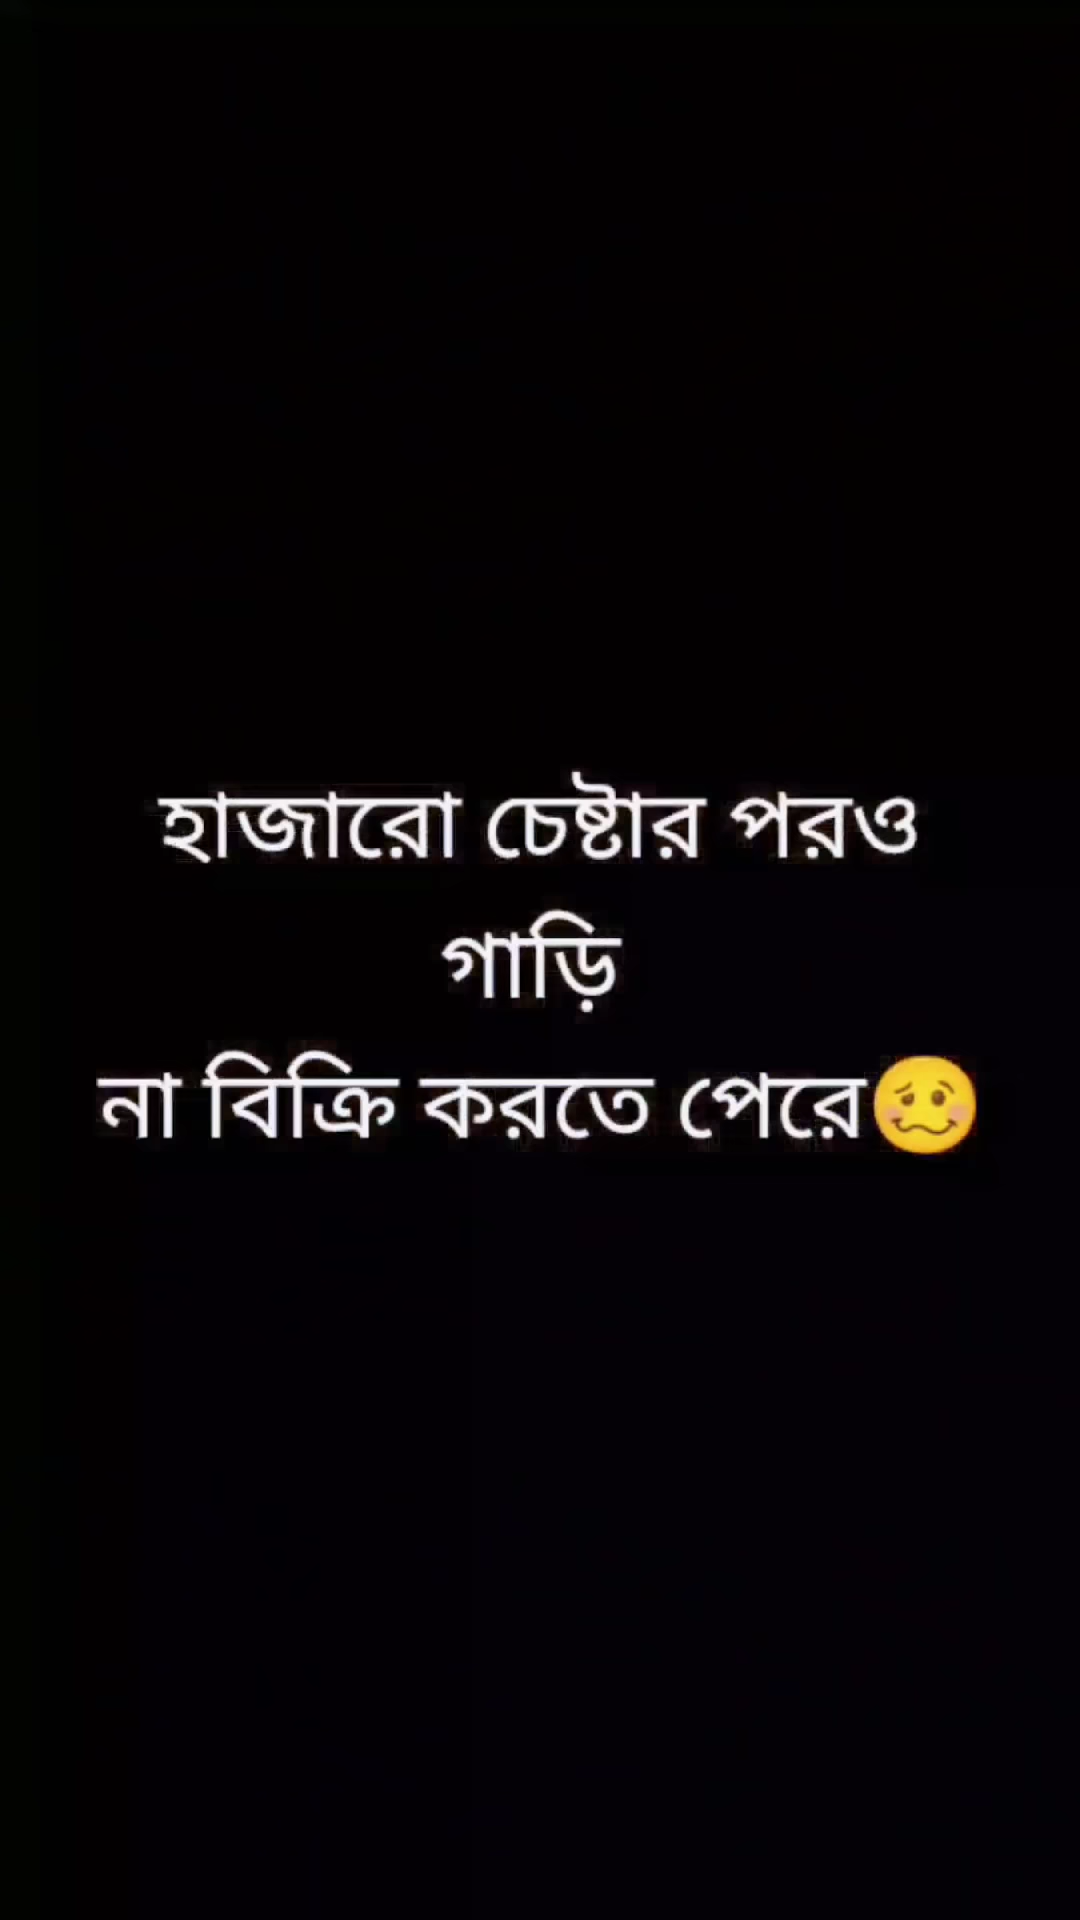 হাজারো চেষ্টার পরও
গাড়ি
না বিক্রি করতে পেরে🥴